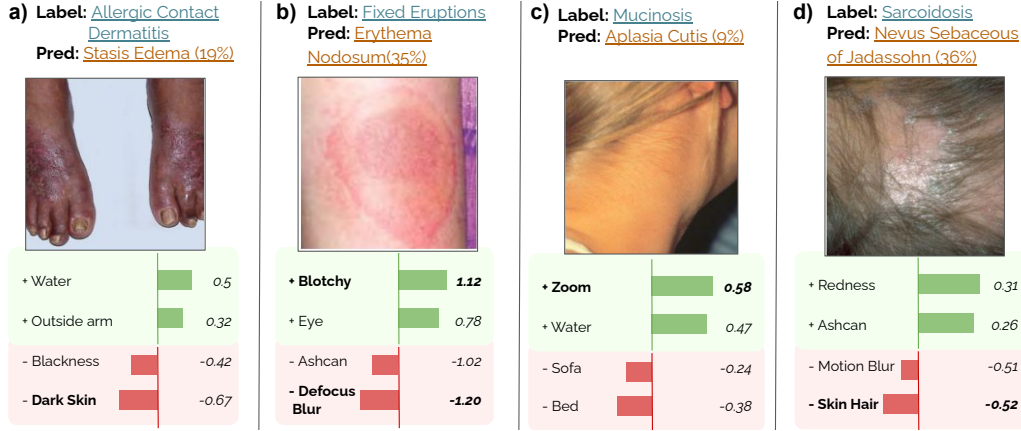 a) Label: Allergic Contact
Dermatitis
Pred: Stasis Edema (19%)
+ Water 0.5
+ Outside arm 0.32
- Blackness -0.42
- Dark Skin -0.67
b) Label: Fixed Eruptions
Pred: Erythema
Nodosum(35%)
+ Blotchy 1.12
+ Eye 0.78
- Ashcan -1.02
- Defocus
Blur -1.20
c) Label: Mucinosis
Pred: Aplasia Cutis (9%)
+ Zoom 0.58
+ Water 0.47
- Sofa -0.24
- Bed -0.38
d) Label: Sarcoidosis
Pred: Nevus Sebaceous
of Jadassohn (36%)
+ Redness 0.31
+ Ashcan 0.26
- Motion Blur -0.51
- Skin Hair -0.52